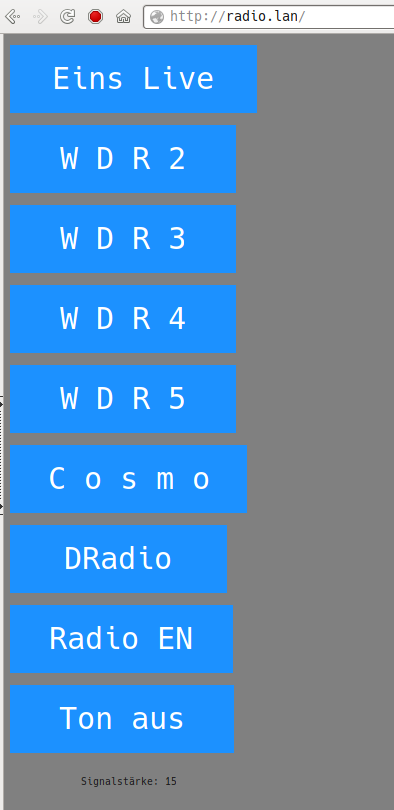 http://radio.lan/
Eins Live
W D R 2
W D R 3
W D R 4
W D R 5
C o s m o
DRadio
Radio EN
Ton aus
Signalstärke: 15